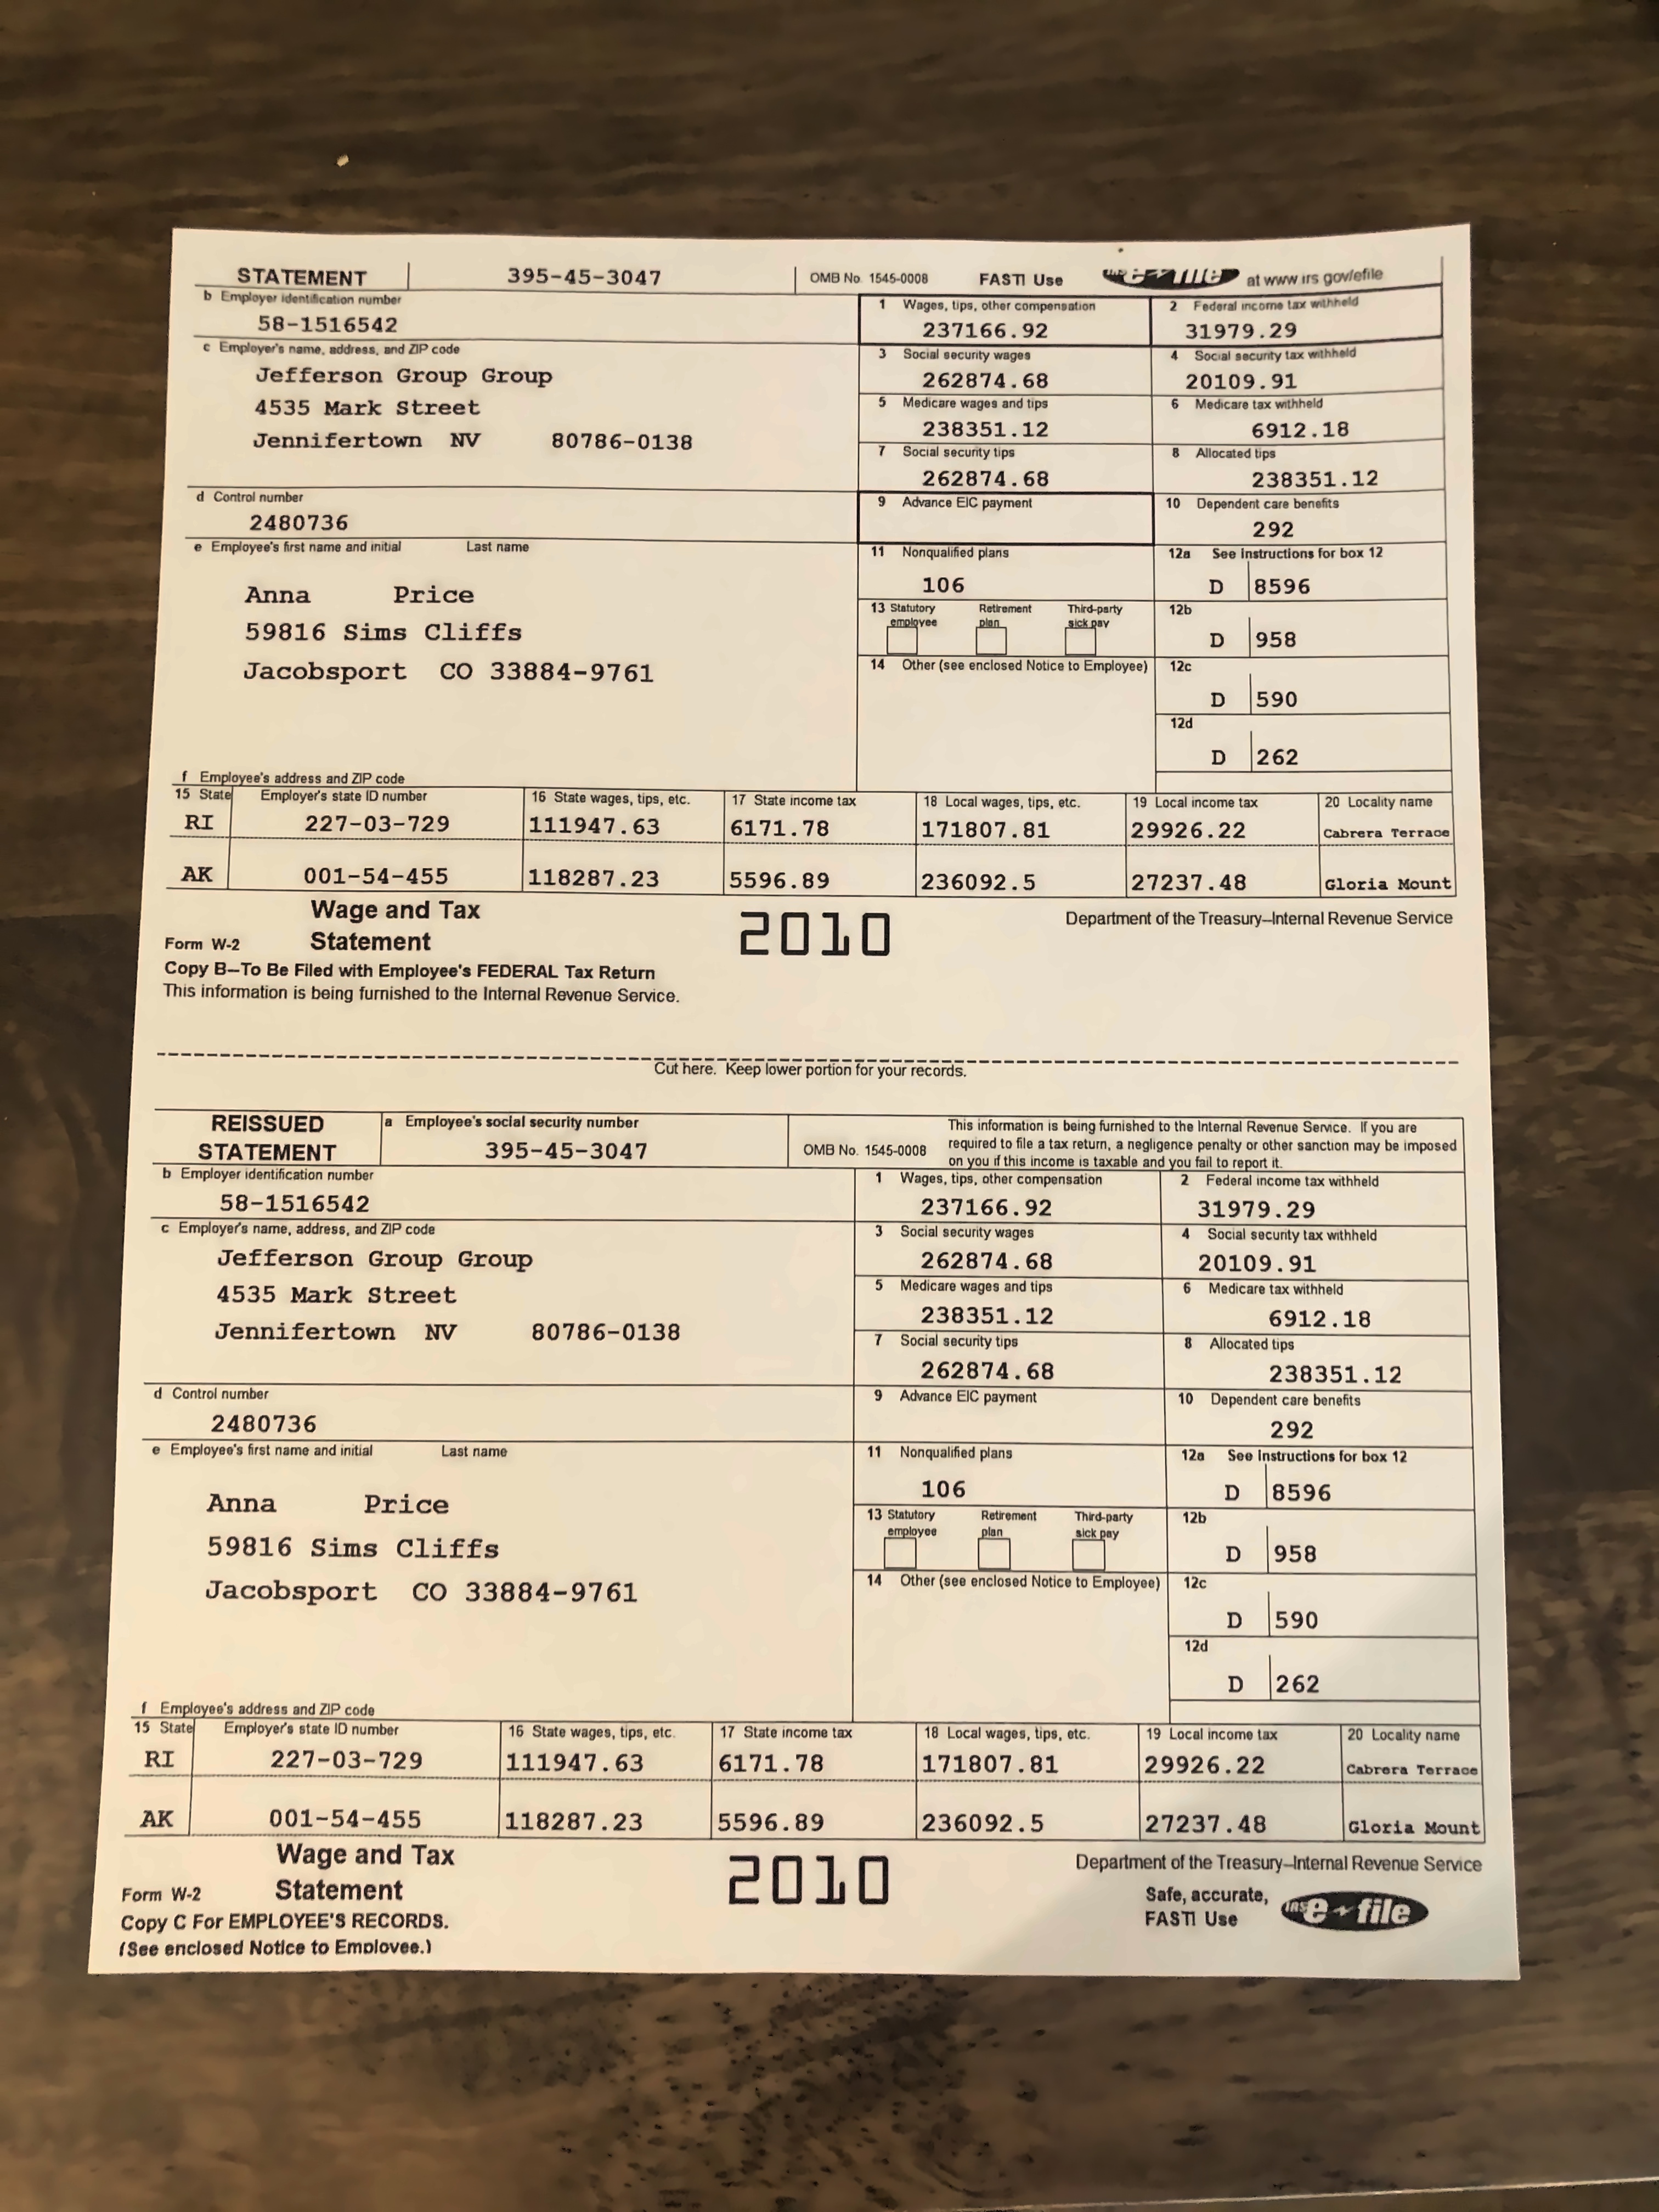 STATEMENT 395-45-3047 OMB No. 1545-0008 FAST! Use e-file at www irs gov/efile
b Employer identification number 1 Wages, tips, other compensation 2 Federal income tax withheld
58-1516542 237166.92 31979.29
c Employer's name, address, and ZIP code 3 Social security wages 4 Social security tax withheld
Jefferson Group Group 262874.68 20109.91
4535 Mark Street 5 Medicare wages and tips 6 Medicare tax withheld
Jennifertown NV 80786-0138 238351.12 6912.18
7 Social security tips 8 Allocated tips
262874.68 238351.12
d Control number 9 Advance EIC payment 10 Dependent care benefits
2480736 292
e Employee's first name and initial Last name 11 Nonqualified plans 12a See Instructions for box 12
106 D 8596
Anna Price 13 Statutory employee Retirement plan Third-party sick pay 12b
59816 Sims Cliffs D 958
Jacobsport CO 33884-9761 14 Other (see enclosed Notice to Employee) 12c
D 590
12d
D 262
f Employee's address and ZIP code
15 State Employer's state ID number 16 State wages, tips, etc. 17 State income tax 18 Local wages, tips, etc. 19 Local income tax 20 Locality name
RI 227-03-729 111947.63 6171.78 171807.81 29926.22 Cabrera Terrace
AK 001-54-455 118287.23 5596.89 236092.5 27237.48 Gloria Mount
Wage and Tax 2010 Department of the Treasury–Internal Revenue Service
Form W-2 Statement
Copy B–To Be Filed with Employee's FEDERAL Tax Return
This information is being furnished to the Internal Revenue Service.
Cut here. Keep lower portion for your records.
REISSUED a Employee's social security number This information is being furnished to the Internal Revenue Service. If you are
STATEMENT 395-45-3047 OMB No. 1545-0008 required to file a tax return, a negligence penalty or other sanction may be imposed
on you if this income is taxable and you fail to report it.
b Employer identification number 1 Wages, tips, other compensation 2 Federal income tax withheld
58-1516542 237166.92 31979.29
c Employer's name, address, and ZIP code 3 Social security wages 4 Social security tax withheld
Jefferson Group Group 262874.68 20109.91
4535 Mark Street 5 Medicare wages and tips 6 Medicare tax withheld
Jennifertown NV 80786-0138 238351.12 6912.18
7 Social security tips 8 Allocated tips
262874.68 238351.12
d Control number 9 Advance EIC payment 10 Dependent care benefits
2480736 292
e Employee's first name and initial Last name 11 Nonqualified plans 12a See Instructions for box 12
106 D 8596
Anna Price 13 Statutory employee Retirement plan Third-party sick pay 12b
59816 Sims Cliffs D 958
Jacobsport CO 33884-9761 14 Other (see enclosed Notice to Employee) 12c
D 590
12d
D 262
f Employee's address and ZIP code
15 State Employer's state ID number 16 State wages, tips, etc. 17 State income tax 18 Local wages, tips, etc. 19 Local income tax 20 Locality name
RI 227-03-729 111947.63 6171.78 171807.81 29926.22 Cabrera Terrace
AK 001-54-455 118287.23 5596.89 236092.5 27237.48 Gloria Mount
Wage and Tax 2010 Department of the Treasury–Internal Revenue Service
Form W-2 Statement Safe, accurate,
Copy C For EMPLOYEE'S RECORDS. FAST! Use IRS e-file
(See enclosed Notice to Employee.)